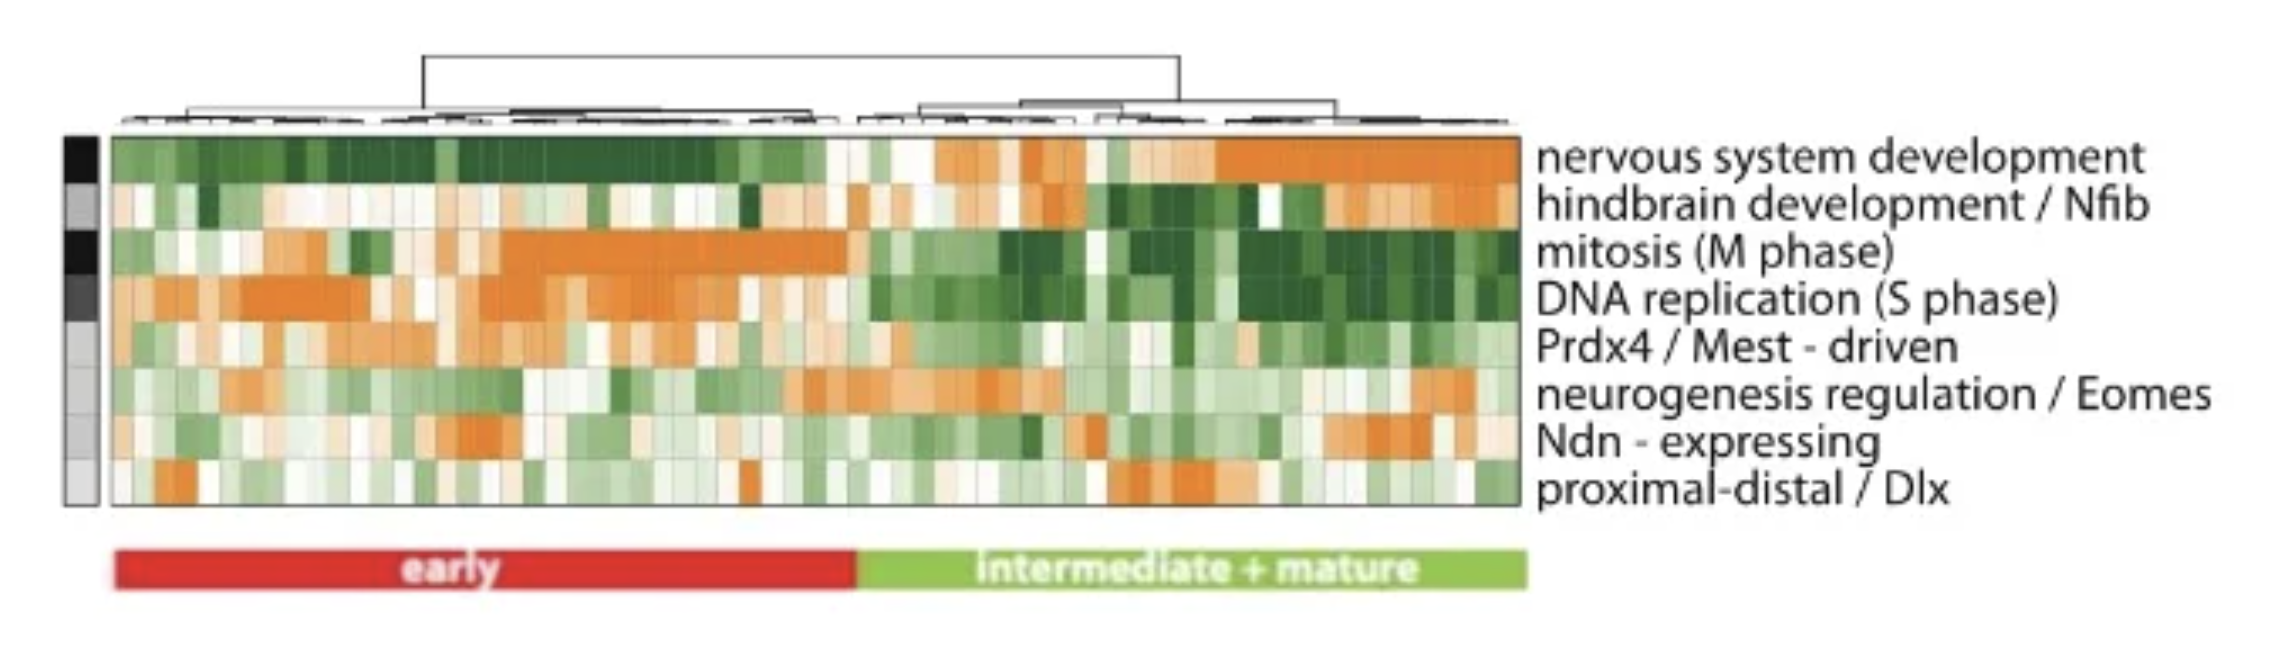 nervous system development
hindbrain development / Nfib
mitosis (M phase)
DNA replication (S phase)
Prdx4 / Mest - driven
neurogenesis regulation / Eomes
Ndn - expressing
proximal-distal / Dlx
early
intermediate + mature